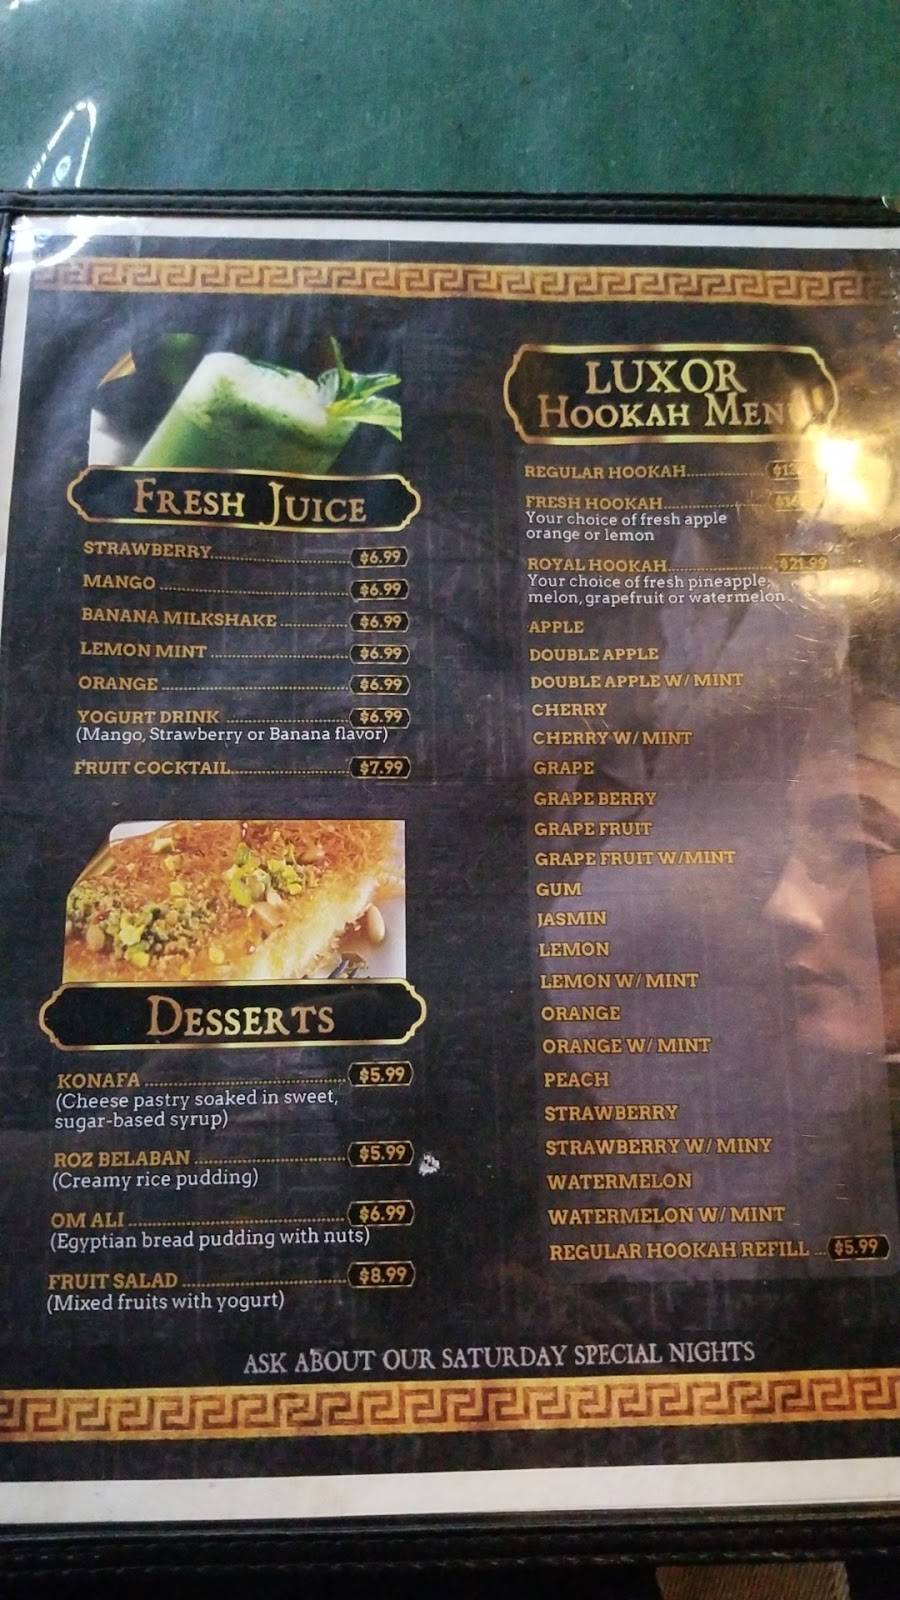 FRESH JUICE
STRAWBERRY $6.99
MANGO $6.99
BANANA MILKSHAKE $6.99
LEMON MINT $6.99
ORANGE $6.99
YOGURT DRINK $6.99
(Mango, Strawberry or Banana flavor)
FRUIT COCKTAIL $7.99
DESSERTS
KONAFA $5.99
(Cheese pastry soaked in sweet,
sugar-based syrup)
ROZ BELABAN $5.99
(Creamy rice pudding)
OM ALI $6.99
(Egyptian bread pudding with nuts)
FRUIT SALAD $8.99
(Mixed fruits with yogurt)
LUXOR
HOOKAH MENU
REGULAR HOOKAH
FRESH HOOKAH
Your choice of fresh apple
orange or lemon
ROYAL HOOKAH $21.99
Your choice of fresh pineapple,
melon, grapefruit or watermelon
APPLE
DOUBLE APPLE
DOUBLE APPLE W/ MINT
CHERRY
CHERRY W/ MINT
GRAPE
GRAPE BERRY
GRAPE FRUIT
GRAPE FRUIT W/MINT
GUM
JASMIN
LEMON
LEMON W/ MINT
ORANGE
ORANGE W/ MINT
PEACH
STRAWBERRY
STRAWBERRY W/ MINY
WATERMELON
WATERMELON W/ MINT
REGULAR HOOKAH REFILL $5.99
ASK ABOUT OUR SATURDAY SPECIAL NIGHTS